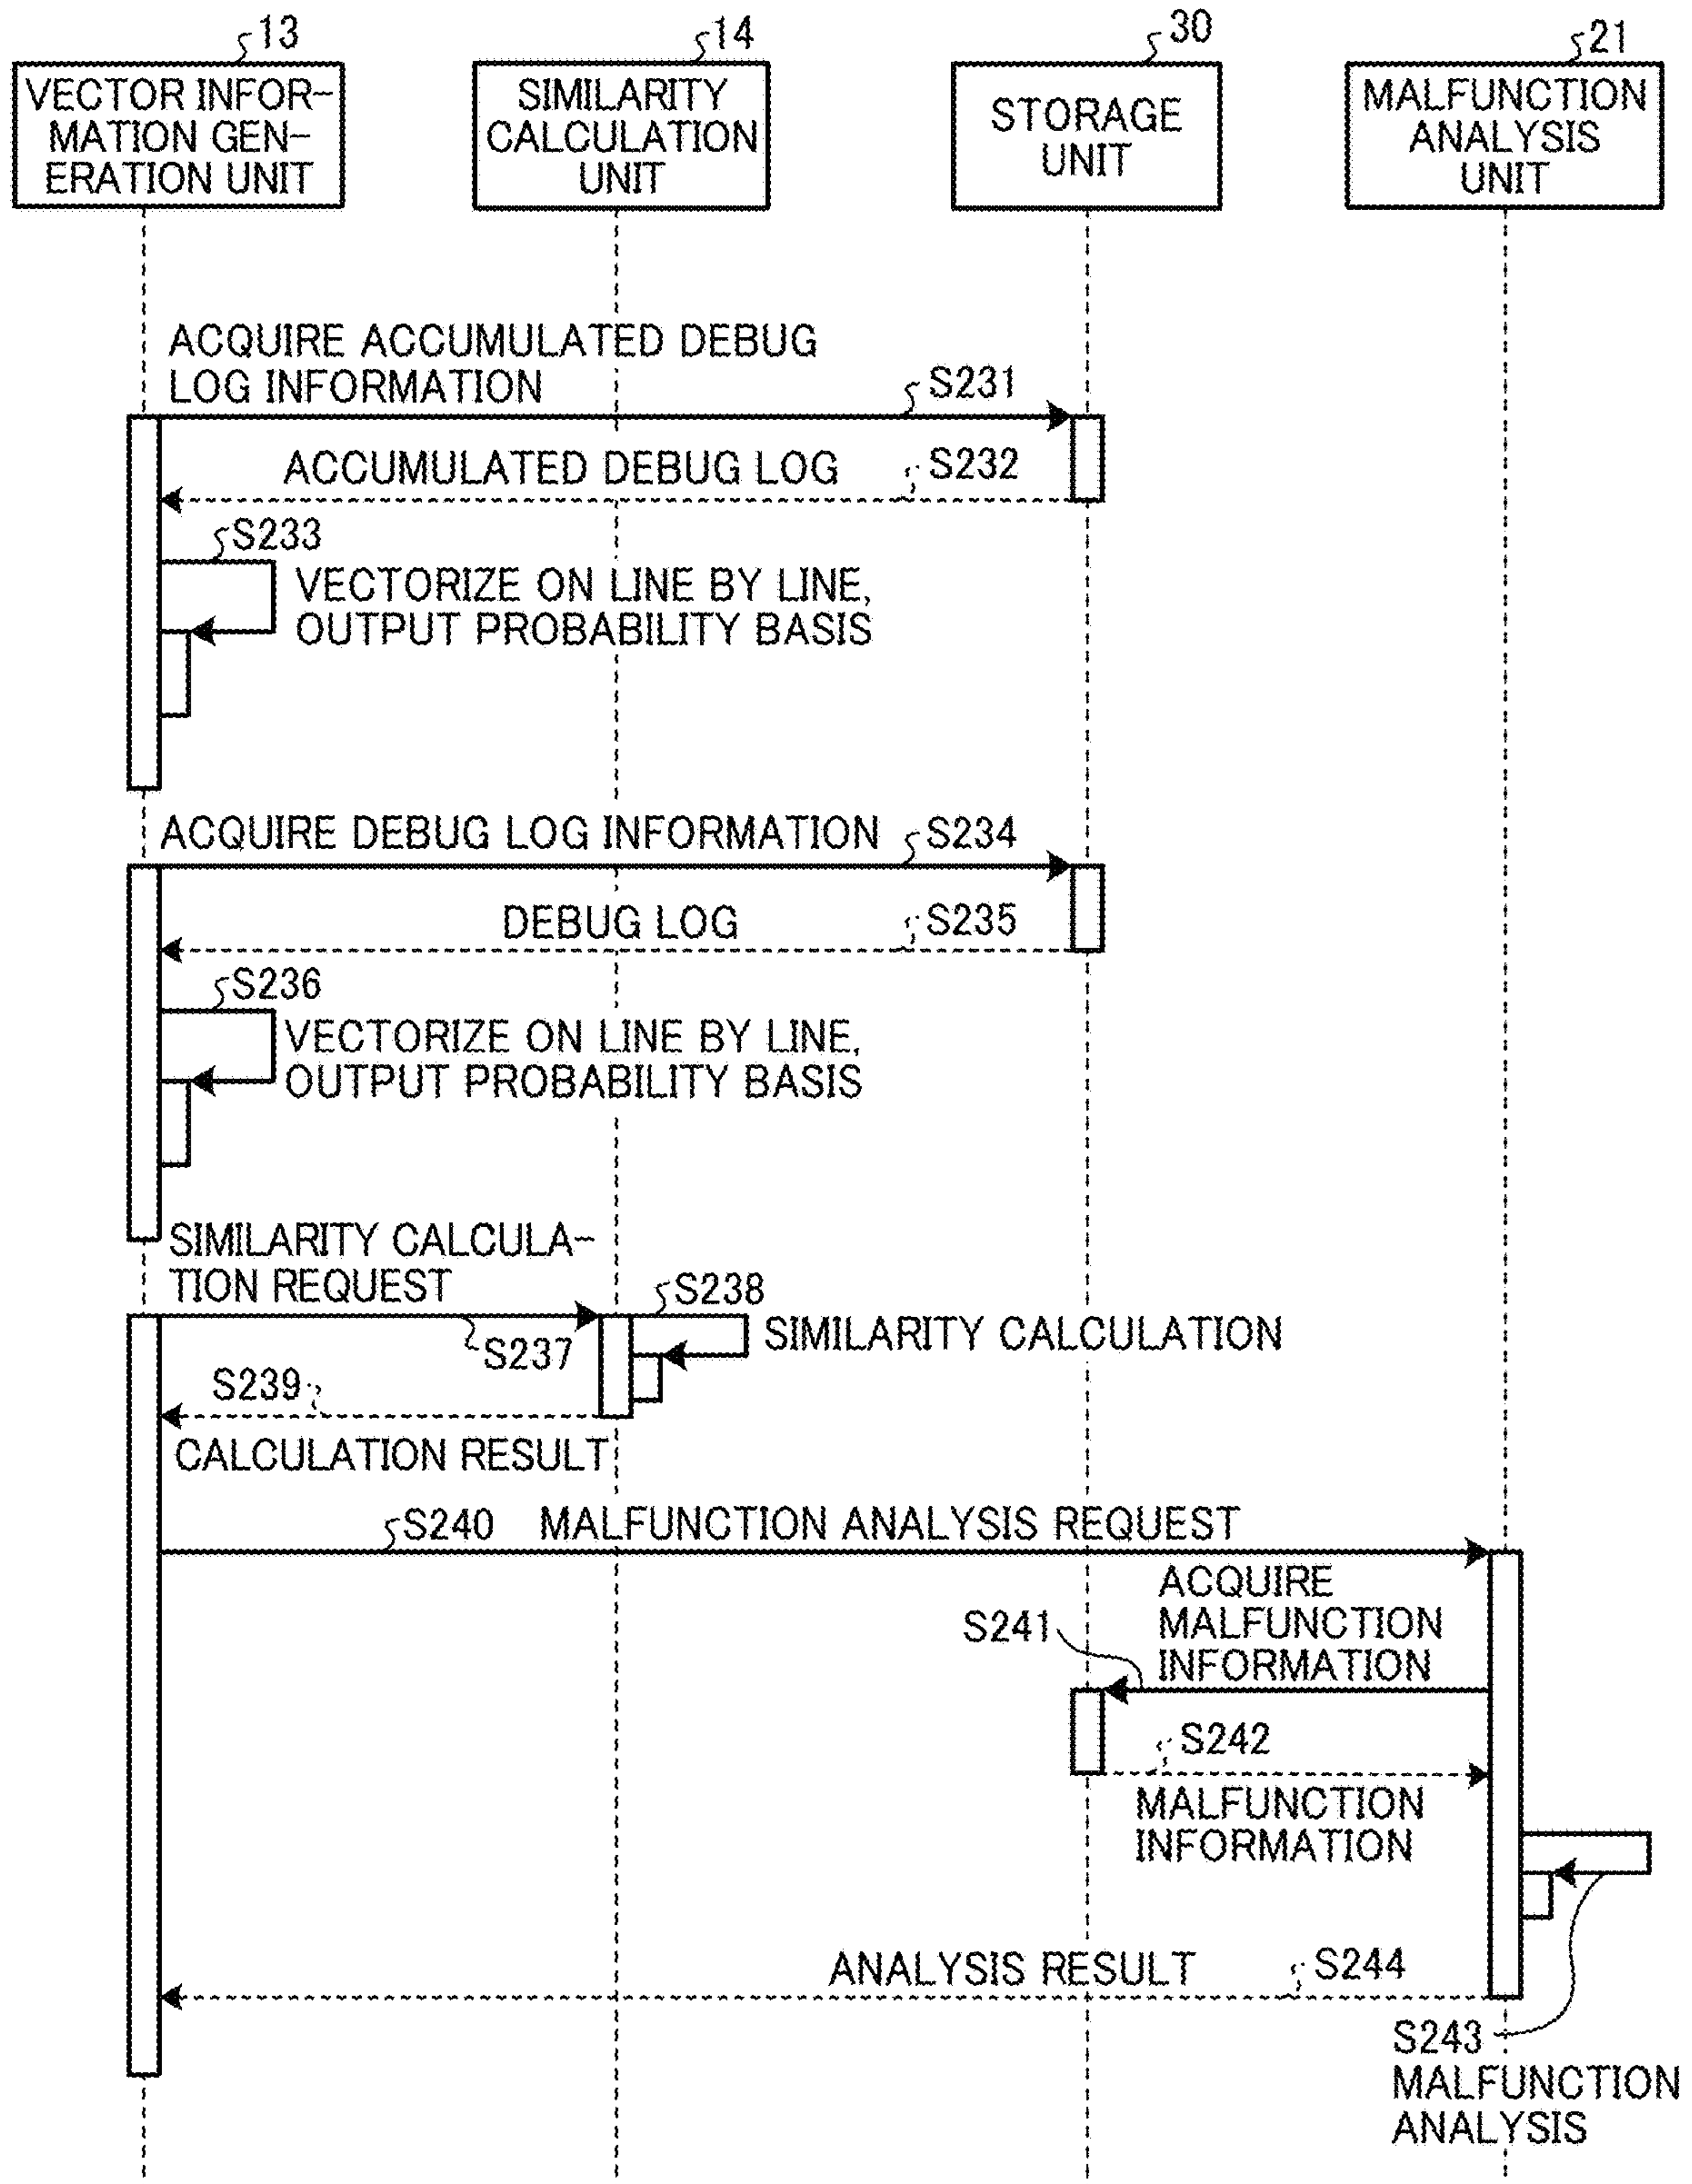 13
14
30
21
VECTOR INFOR-
MATION GEN-
ERATION UNIT
SIMILARITY
CALCULATION
UNIT
STORAGE
UNIT
MALFUNCTION
ANALYSIS
UNIT
ACQUIRE ACCUMULATED DEBUG
LOG INFORMATION
S231
ACCUMULATED DEBUG LOG
S232
S233
VECTORIZE ON LINE BY LINE,
OUTPUT PROBABILITY BASIS
ACQUIRE DEBUG LOG INFORMATION
S234
DEBUG LOG
S235
S236
VECTORIZE ON LINE BY LINE,
OUTPUT PROBABILITY BASIS
SIMILARITY CALCULA-
TION REQUEST
S237
S238
SIMILARITY CALCULATION
S239
CALCULATION RESULT
S240
MALFUNCTION ANALYSIS REQUEST
ACQUIRE
MALFUNCTION
INFORMATION
S241
S242
MALFUNCTION
INFORMATION
ANALYSIS RESULT
S244
S243
MALFUNCTION
ANALYSIS